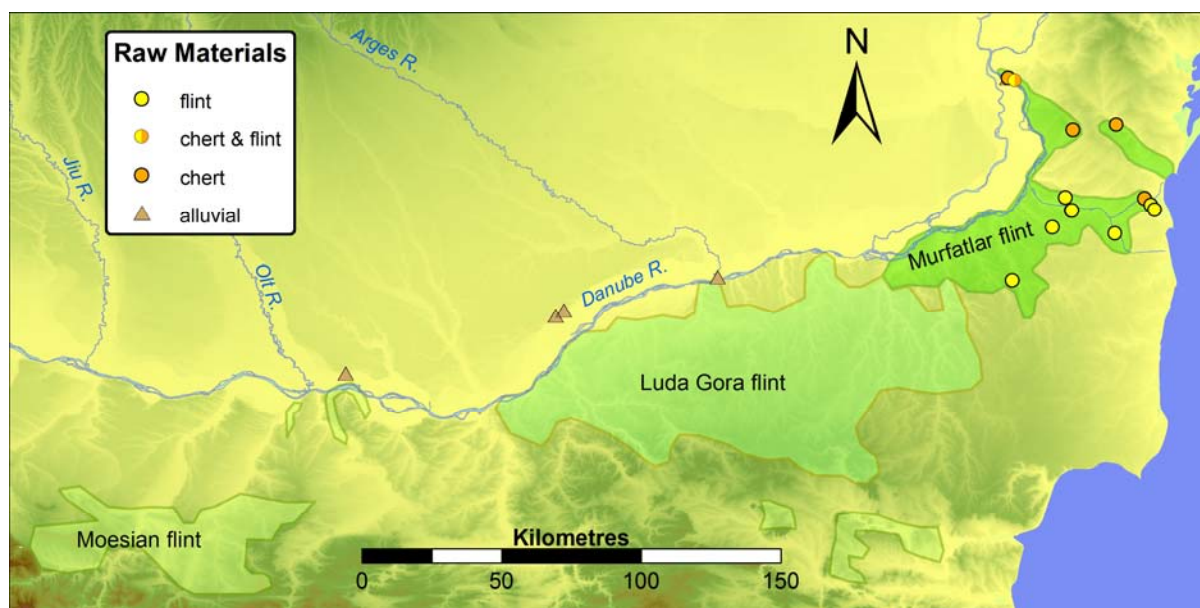 Raw Materials
flint
chert & flint
chert
alluvial
Arges R.
N
Jiu R.
Olt R.
Danube R.
Murfatlar flint
Luda Gora flint
Moesian flint
Kilometres
0 50 100 150